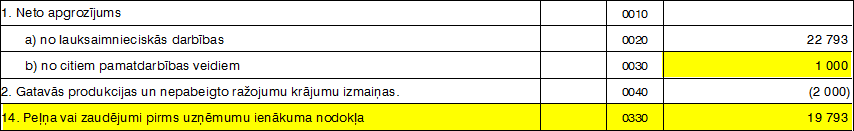 1. Neto apgrozījums 0010
a) no lauksaimnieciskās darbības 0020 22 793
b) no citiem pamatdarbības veidiem 0030 1 000
2. Gatavās produkcijas un nepabeigto ražojumu krājumu izmaiņas. 0040 (2 000)
14. Peļņa vai zaudējumi pirms uzņēmumu ienākuma nodokļa 0330 19 793